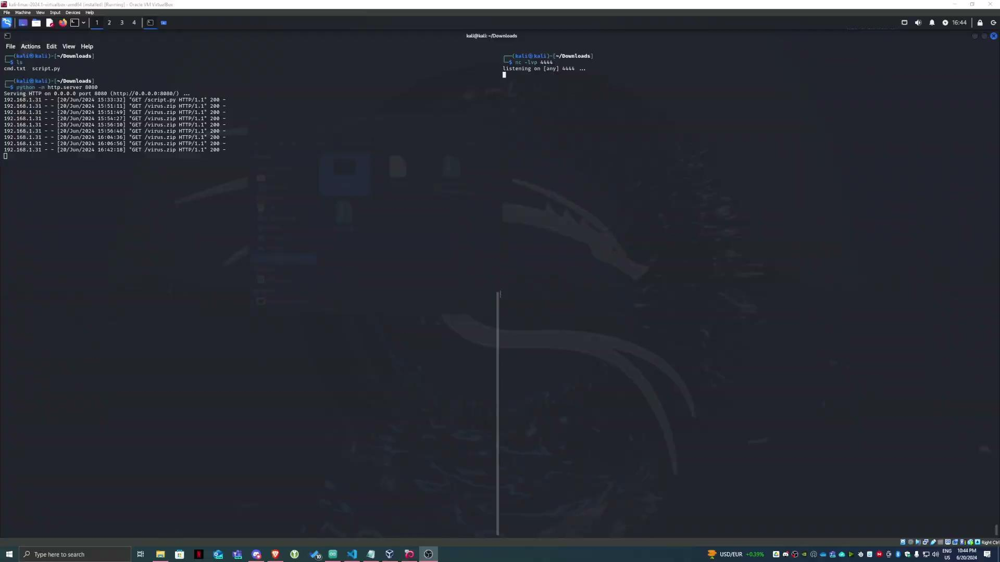 kali-linux-2024.1-virtualbox-amd64 (installed) [Running] - Oracle VM VirtualBox
File Machine View Input Devices Help
1 2 3 4
16:44
kali@kali: ~/Downloads
File Actions Edit View Help
┌──(kali㉿kali)-[~/Downloads]
└─$ ls
cmd.txt script.py
┌──(kali㉿kali)-[~/Downloads]
└─$ python -m http.server 8080
Serving HTTP on 0.0.0.0 port 8080 (http://0.0.0.0:8080/) ...
192.168.1.31 - - [20/Jun/2024 15:33:32] "GET /script.py HTTP/1.1" 200 -
192.168.1.31 - - [20/Jun/2024 15:51:11] "GET /virus.zip HTTP/1.1" 200 -
192.168.1.31 - - [20/Jun/2024 15:51:49] "GET /virus.zip HTTP/1.1" 200 -
192.168.1.31 - - [20/Jun/2024 15:54:27] "GET /virus.zip HTTP/1.1" 200 -
192.168.1.31 - - [20/Jun/2024 15:56:10] "GET /virus.zip HTTP/1.1" 200 -
192.168.1.31 - - [20/Jun/2024 15:56:48] "GET /virus.zip HTTP/1.1" 200 -
192.168.1.31 - - [20/Jun/2024 16:04:36] "GET /virus.zip HTTP/1.1" 200 -
192.168.1.31 - - [20/Jun/2024 16:06:56] "GET /virus.zip HTTP/1.1" 200 -
192.168.1.31 - - [20/Jun/2024 16:42:18] "GET /virus.zip HTTP/1.1" 200 -
┌──(kali㉿kali)-[~/Downloads]
└─$ nc -lvp 4444
listening on [any] 4444 ...
Right Ctrl
Type here to search
10
USD/EUR +0.39%
ENG
US
10:44 PM
6/20/2024